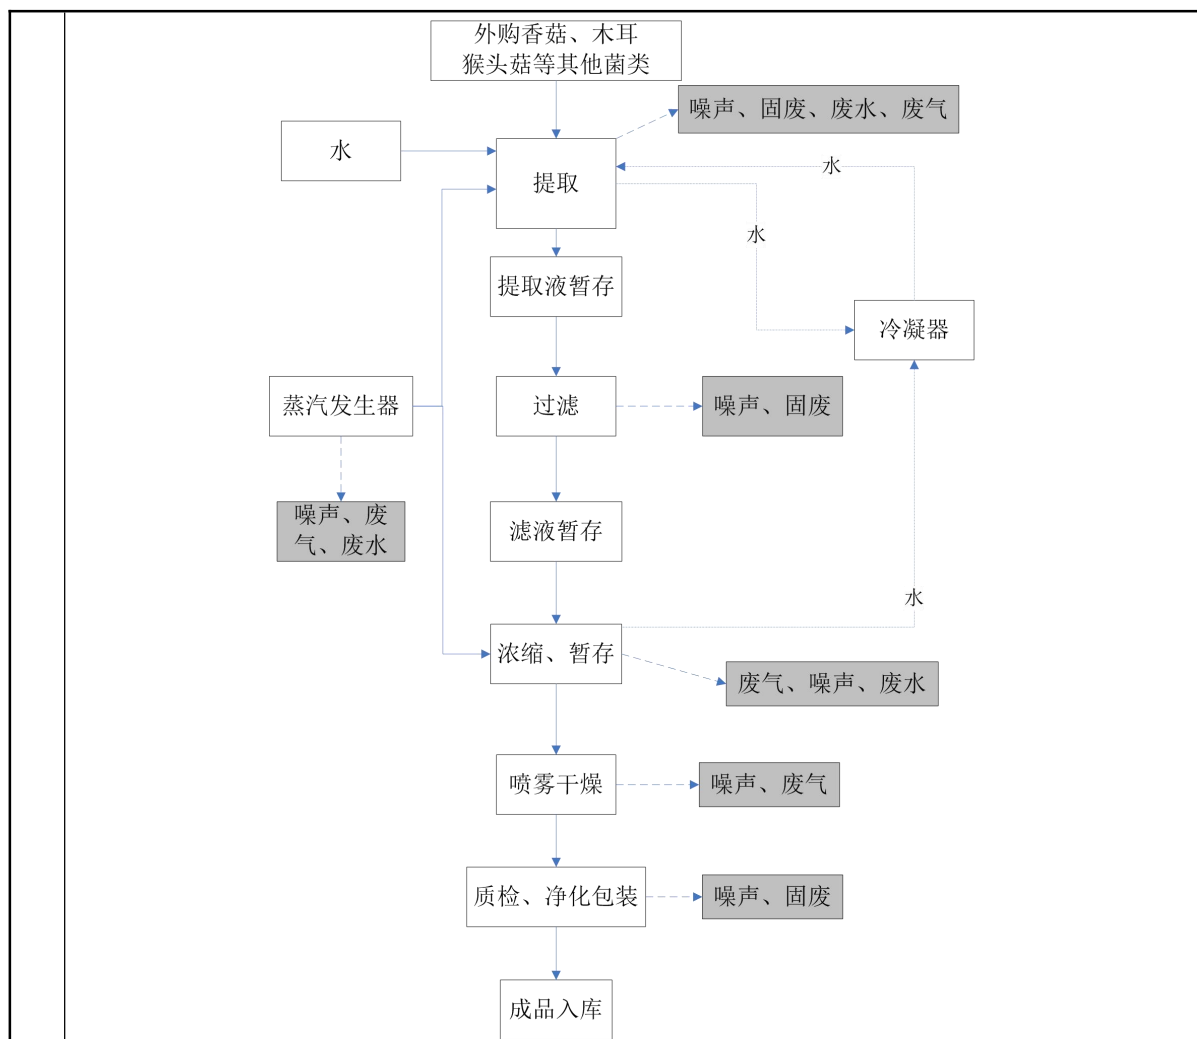 外购香菇、木耳
猴头菇等其他菌类
噪声、固废、废水、废气
水
提取
水
水
提取液暂存
冷凝器
蒸汽发生器
过滤
噪声、固废
噪声、废
气、废水
滤液暂存
水
浓缩、暂存
废气、噪声、废水
喷雾干燥
噪声、废气
质检、净化包装
噪声、固废
成品入库